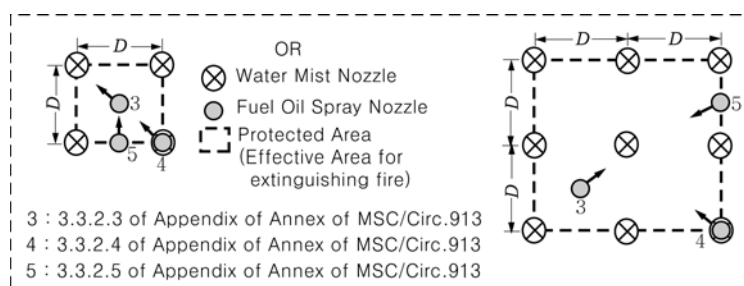 D
D
3
5
4
OR
Water Mist Nozzle
Fuel Oil Spray Nozzle
Protected Area
(Effective Area for
extinguishing fire)
3 : 3.3.2.3 of Appendix of Annex of MSC/Circ.913
4 : 3.3.2.4 of Appendix of Annex of MSC/Circ.913
5 : 3.3.2.5 of Appendix of Annex of MSC/Circ.913
D
D
D
D
5
3
4